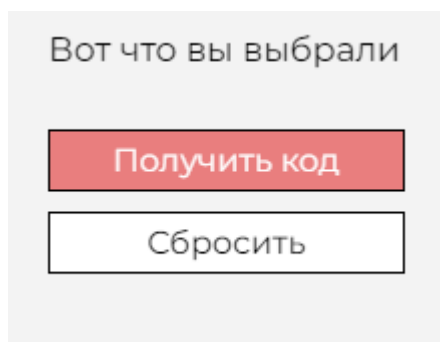 Вот что вы выбрали
Получить код
Сбросить